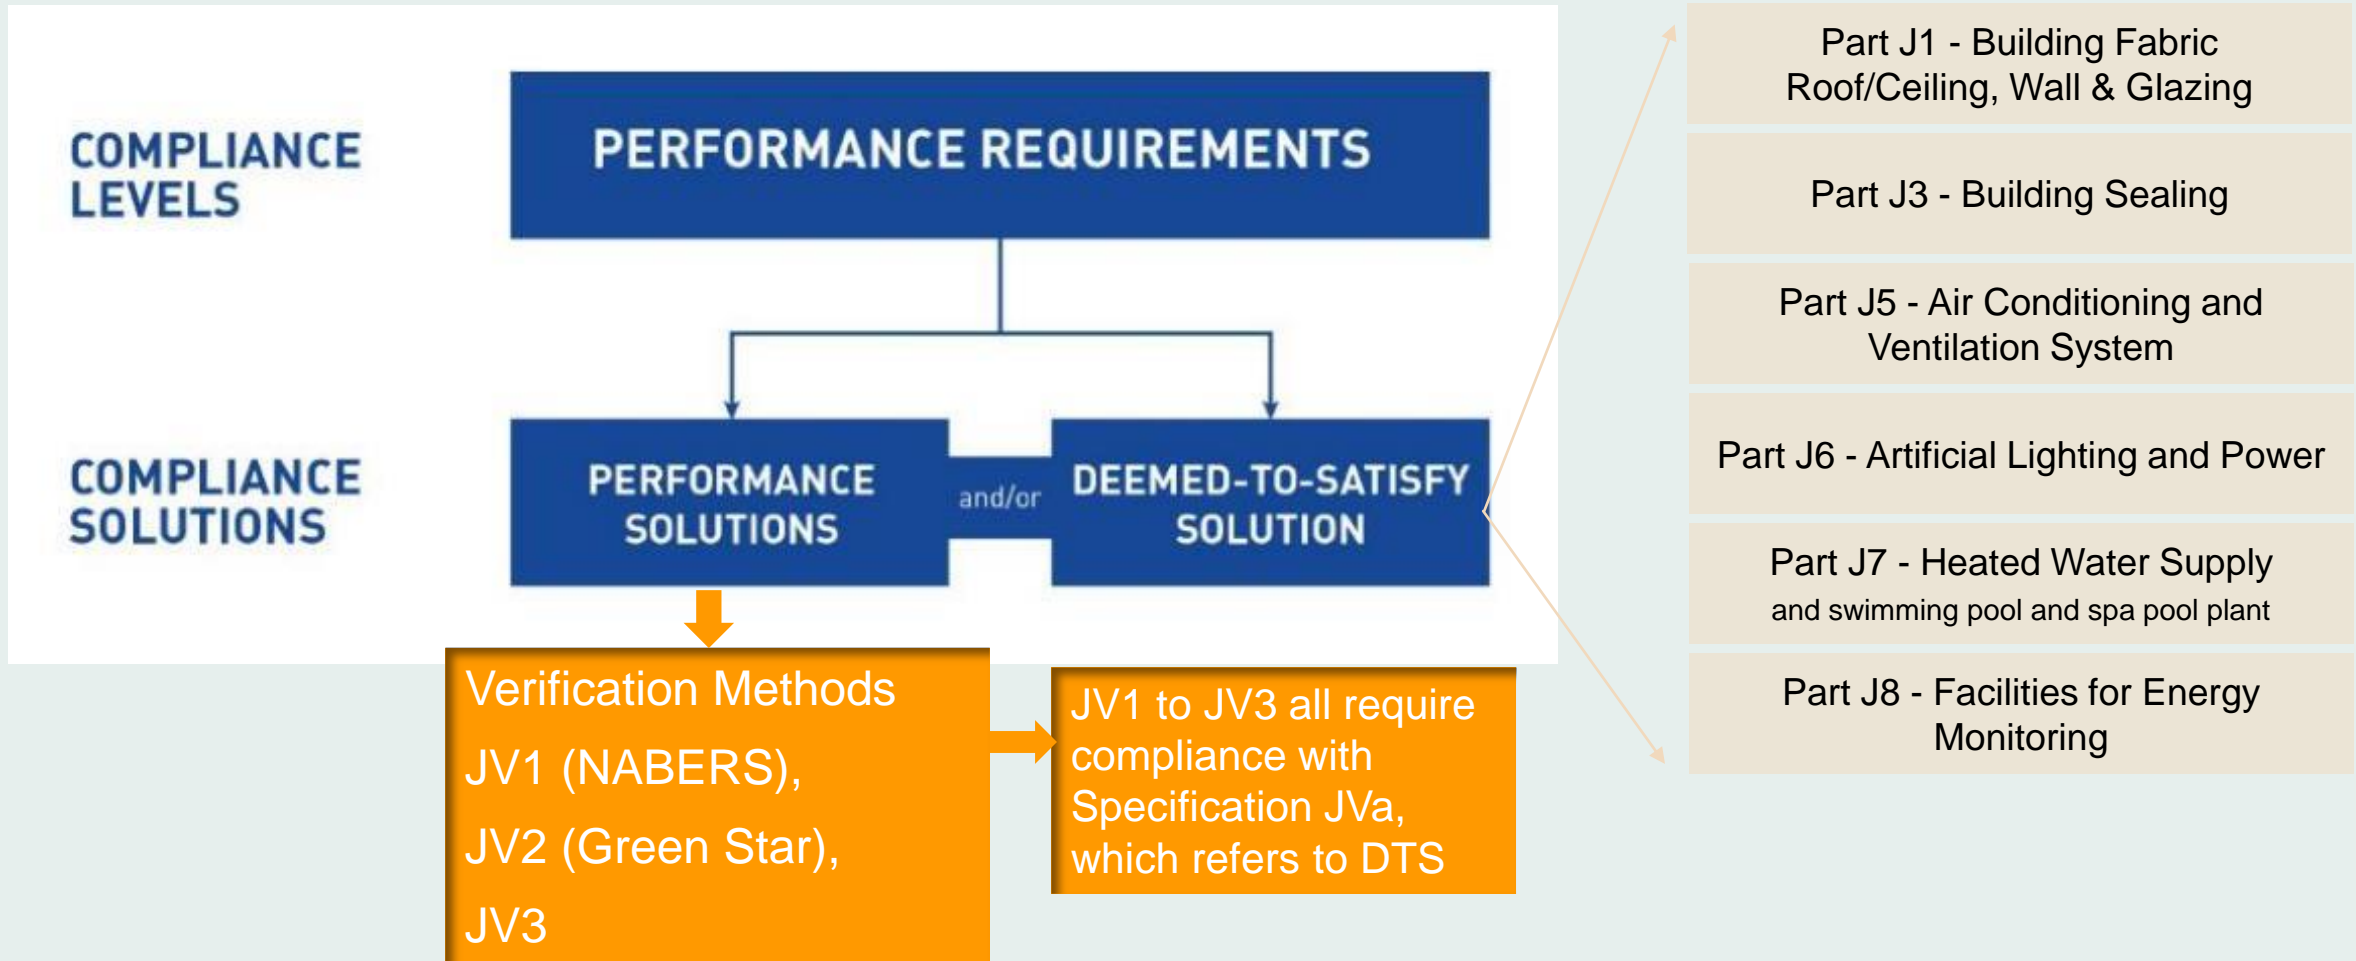 COMPLIANCE
LEVELS
PERFORMANCE REQUIREMENTS
COMPLIANCE
SOLUTIONS
PERFORMANCE
SOLUTIONS
and/or
DEEMED-TO-SATISFY
SOLUTION
Verification Methods
JV1 (NABERS),
JV2 (Green Star),
JV3
JV1 to JV3 all require
compliance with
Specification JVa,
which refers to DTS
Part J1 - Building Fabric
Roof/Ceiling, Wall & Glazing
Part J3 - Building Sealing
Part J5 - Air Conditioning and
Ventilation System
Part J6 - Artificial Lighting and Power
Part J7 - Heated Water Supply
and swimming pool and spa pool plant
Part J8 - Facilities for Energy
Monitoring